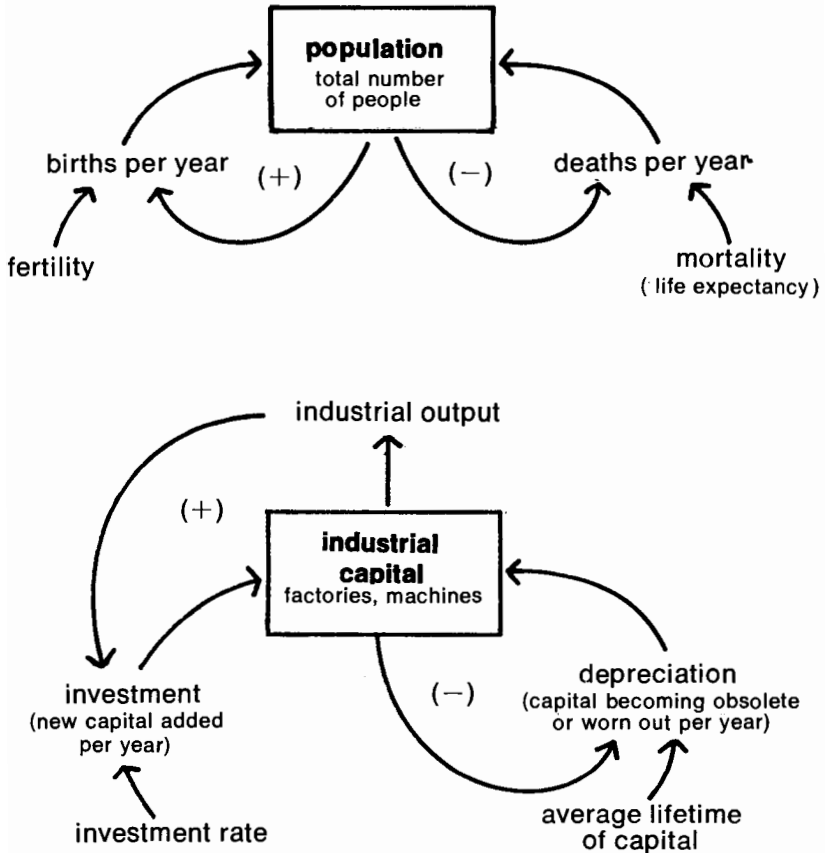 population
total number
of people
births per year
(+)
(−)
deaths per year
fertility
mortality
( life expectancy)
industrial output
(+)
industrial
capital
factories, machines
investment
(new capital added
per year)
(−)
depreciation
(capital becoming obsolete
or worn out per year)
investment rate
average lifetime
of capital